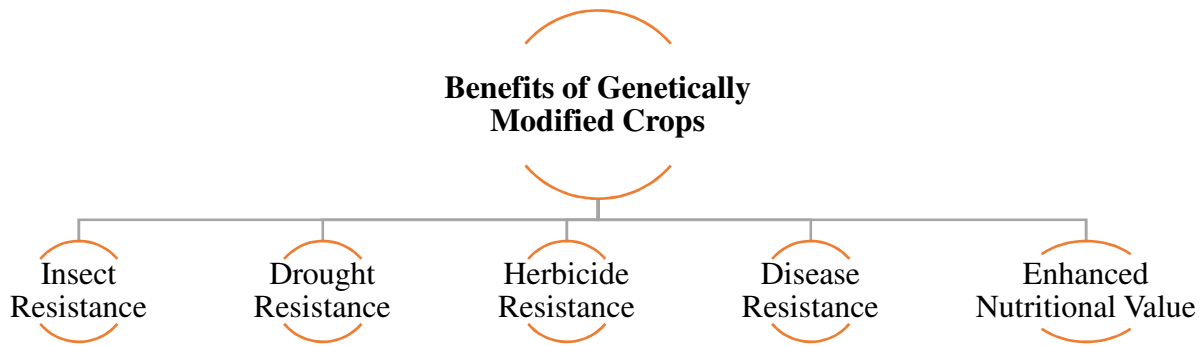 Benefits of Genetically
Modified Crops
Insect
Resistance
Drought
Resistance
Herbicide
Resistance
Disease
Resistance
Enhanced
Nutritional Value